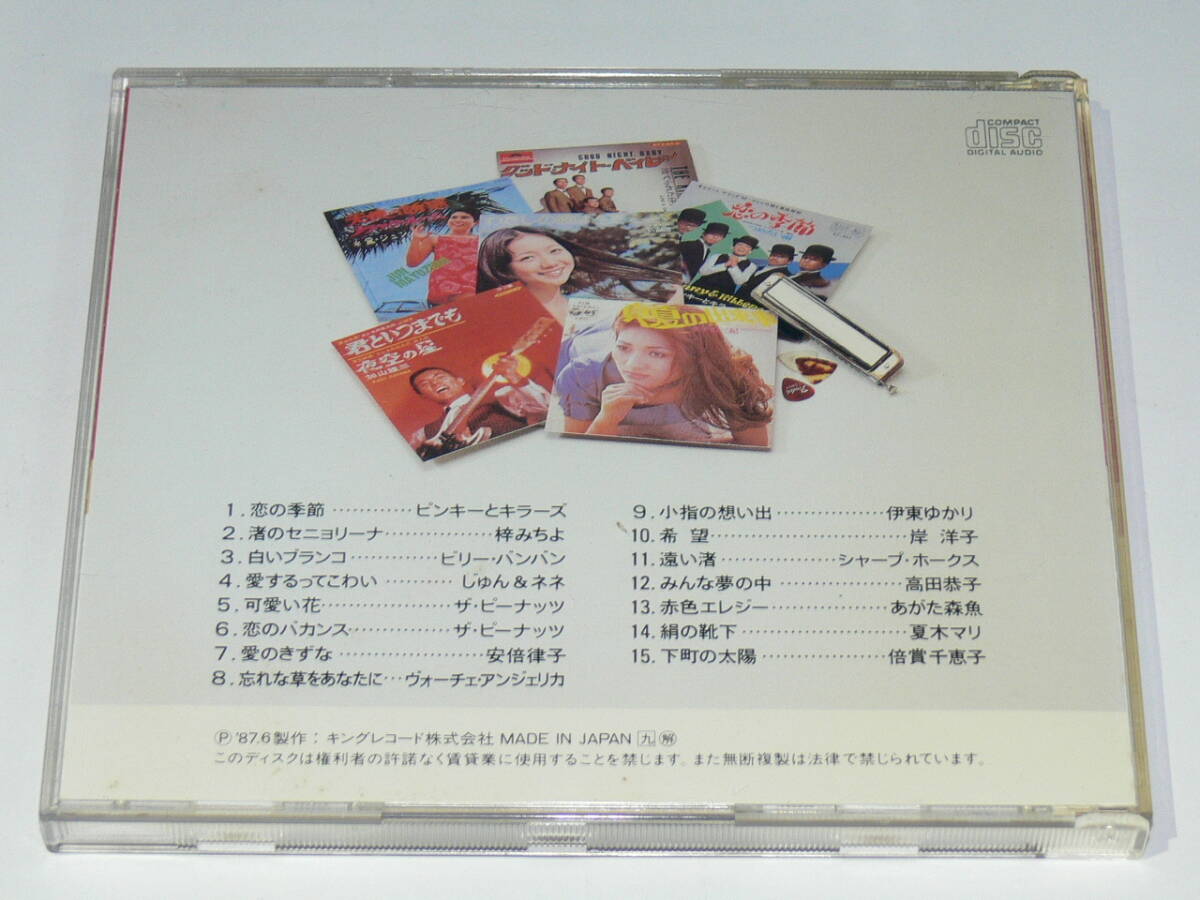 COMPACT
disc
DIGITAL AUDIO
GOOD NIGHT, BABY
グッド・ナイト・ベイビー
恋の季節
君といつまでも
夜空の星
加山雄三
1. 恋の季節 ………… ピンキーとキラーズ
2. 渚のセニョリーナ ………… 梓みちよ
3. 白いブランコ ………… ビリー・バンバン
4. 愛するってこわい ………… じゅん&ネネ
5. 可愛い花 ………… ザ・ピーナッツ
6. 恋のバカンス ………… ザ・ピーナッツ
7. 愛のきずな ………… 安倍律子
8. 忘れな草をあなたに … ヴォーチェ・アンジェリカ
9. 小指の想い出 ………… 伊東ゆかり
10. 希 望 ………… 岸 洋子
11. 遠い渚 ………… シャープ・ホークス
12. みんな夢の中 ………… 高田恭子
13. 赤色エレジー ………… あがた森魚
14. 絹の靴下 ………… 夏木マリ
15. 下町の太陽 ………… 倍賞千恵子
Ⓟ '87.6製作 : キングレコード株式会社 MADE IN JAPAN 九 解
このディスクは権利者の許諾なく賃貸業に使用することを禁じます。また無断複製は法律で禁じられています。